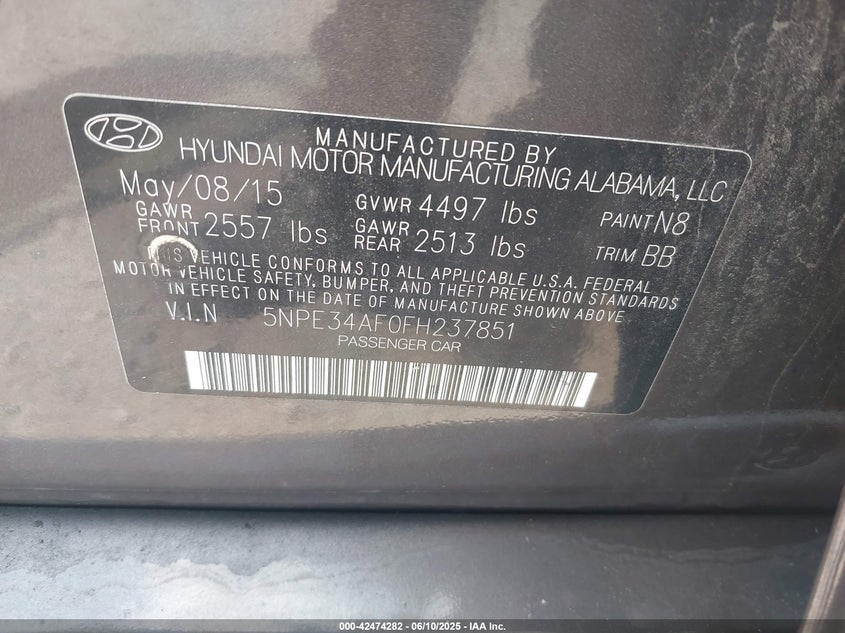 MANUFACTURED BY
HYUNDAI MOTOR MANUFACTURING ALABAMA, LLC
May/08/15 GVWR 4497 lbs PAINT N8
GAWR FRONT 2557 lbs GAWR REAR 2513 lbs TRIM BB
VEHICLE CONFORMS TO ALL APPLICABLE U.S.A. FEDERAL
MOTOR VEHICLE SAFETY, BUMPER, AND THEFT PREVENTION STANDARDS
IN EFFECT ON THE DATE OF MANUFACTURE SHOWN ABOVE.
V.I.N 5NPE34AF0FH237851
PASSENGER CAR
000-42474282 - 06/10/2025 - IAA Inc.